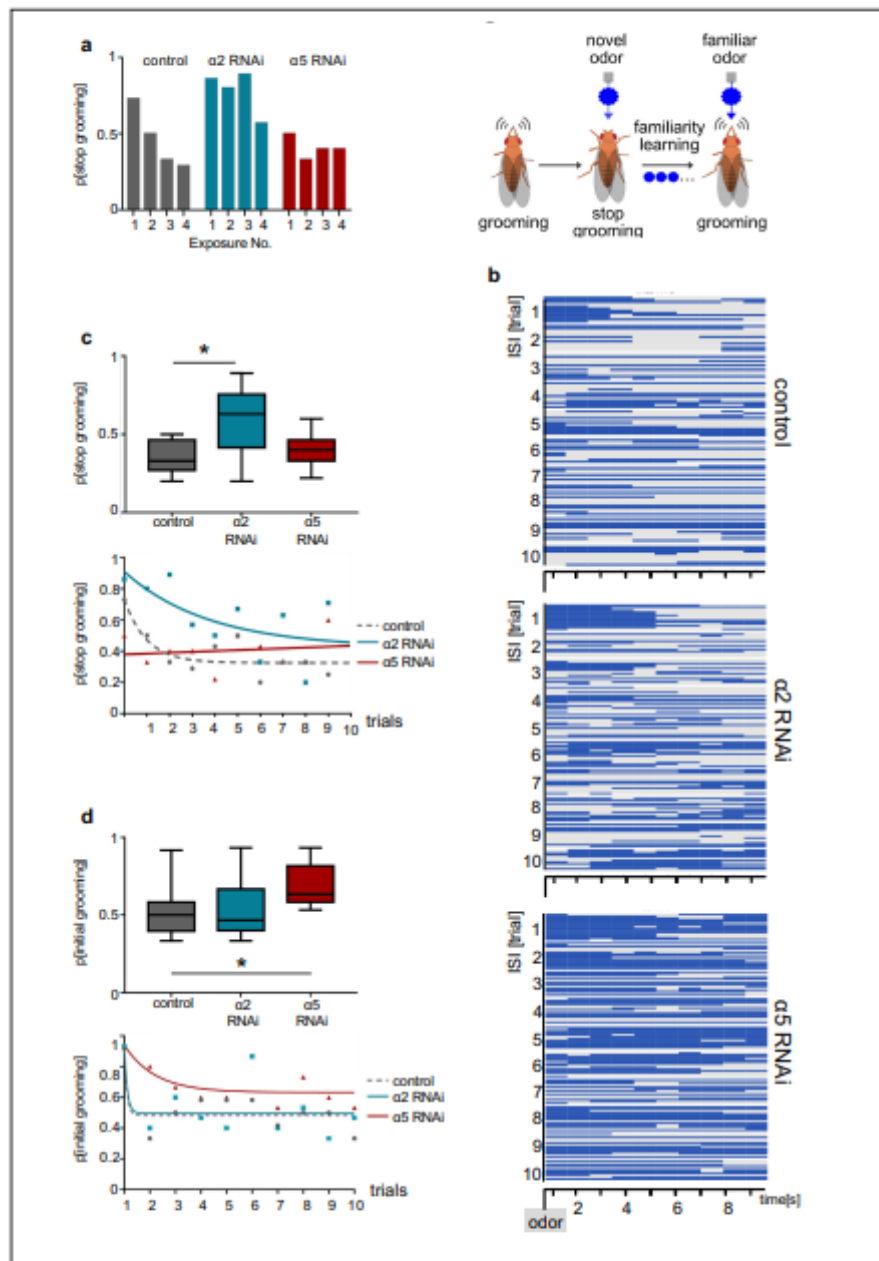 a
control α2 RNAi α5 RNAi
p[stop grooming]
1
0.5
0
1 2 3 4 1 2 3 4 1 2 3 4
Exposure No.
novel odor
familiar odor
familiarity learning
...
grooming
stop grooming
grooming
b
ISI [trial]
1
2
3
4
5
6
7
8
9
10
control
ISI [trial]
1
2
3
4
5
6
7
8
9
10
α2 RNAi
ISI [trial]
1
2
3
4
5
6
7
8
9
10
α5 RNAi
2 4 6 8 time[s]
odor
c
*
p[stop grooming]
1
0.5
0
control α2 RNAi α5 RNAi
p[stop grooming]
1
0.8
0.6
0.4
0.2
0
1 2 3 4 5 6 7 8 9 10 trials
control
α2 RNAi
α5 RNAi
d
p[initial grooming]
1
0.5
0
*
control α2 RNAi α5 RNAi
p[initial grooming]
1
0.8
0.6
0.4
0.2
0
1 2 3 4 5 6 7 8 9 10 trials
control
α2 RNAi
α5 RNAi